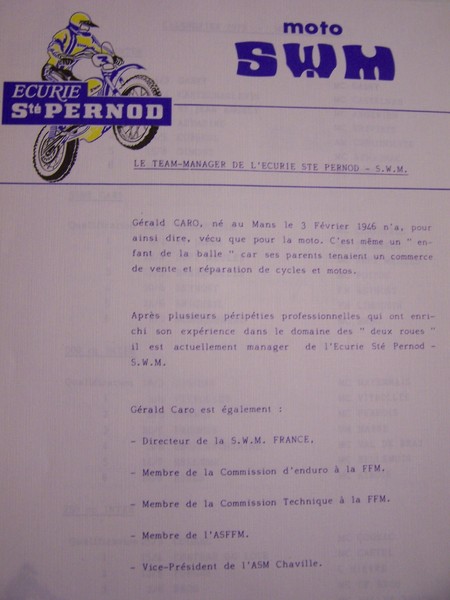 moto
SWM
ECURIE
Sté PERNOD
LE TEAM-MANAGER DE L'ECURIE STE PERNOD - S.W.M.
Gérald CARO, né au Mans le 3 Février 1946 n'a, pour
ainsi dire, vécu que pour la moto. C'est même un " en-
fant de la balle " car ses parents tenaient un commerce
de vente et réparation de cycles et motos.
Après plusieurs péripéties professionnelles qui ont enri-
chi son expérience dans le domaine des " deux roues "
il est actuellement manager de l'Ecurie Sté Pernod -
S.W.M.
Gérald Caro est également :
- Directeur de la S.W.M. FRANCE.
- Membre de la Commission d'enduro à la FFM.
- Membre de la Commission Technique à la FFM.
- Membre de l'ASFFM.
- Vice-Président de l'ASM Chaville.